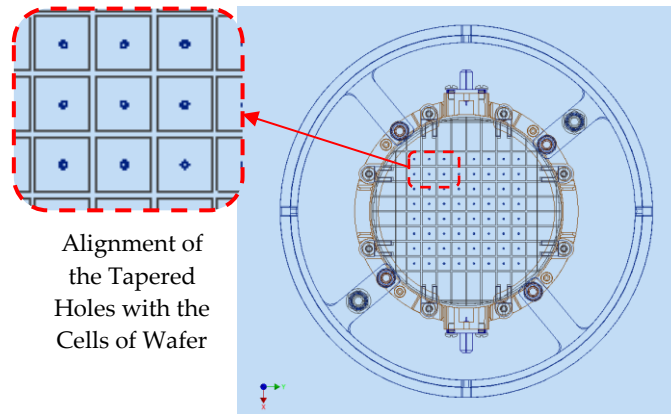 Alignment of
the Tapered
Holes with the
Cells of Wafer
Y
X